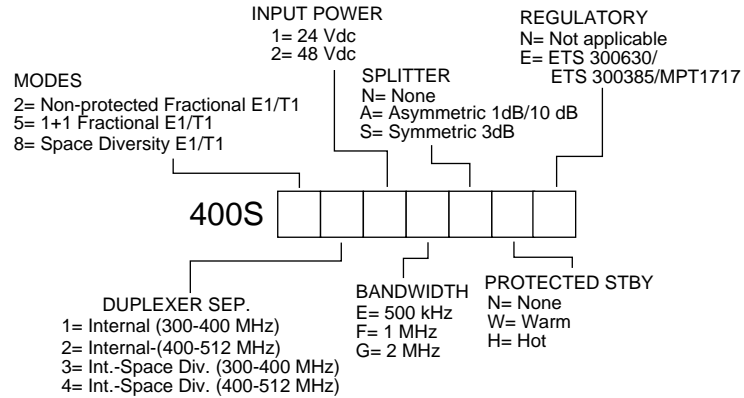 INPUT POWER
1= 24 Vdc
2= 48 Vdc
REGULATORY
N= Not applicable
E= ETS 300630/
ETS 300385/MPT1717
MODES
2= Non-protected Fractional E1/T1
5= 1+1 Fractional E1/T1
8= Space Diversity E1/T1
SPLITTER
N= None
A= Asymmetric 1dB/10 dB
S= Symmetric 3dB
400S
DUPLEXER SEP.
1= Internal (300-400 MHz)
2= Internal-(400-512 MHz)
3= Int.-Space Div. (300-400 MHz)
4= Int.-Space Div. (400-512 MHz)
BANDWIDTH
E= 500 kHz
F= 1 MHz
G= 2 MHz
PROTECTED STBY
N= None
W= Warm
H= Hot